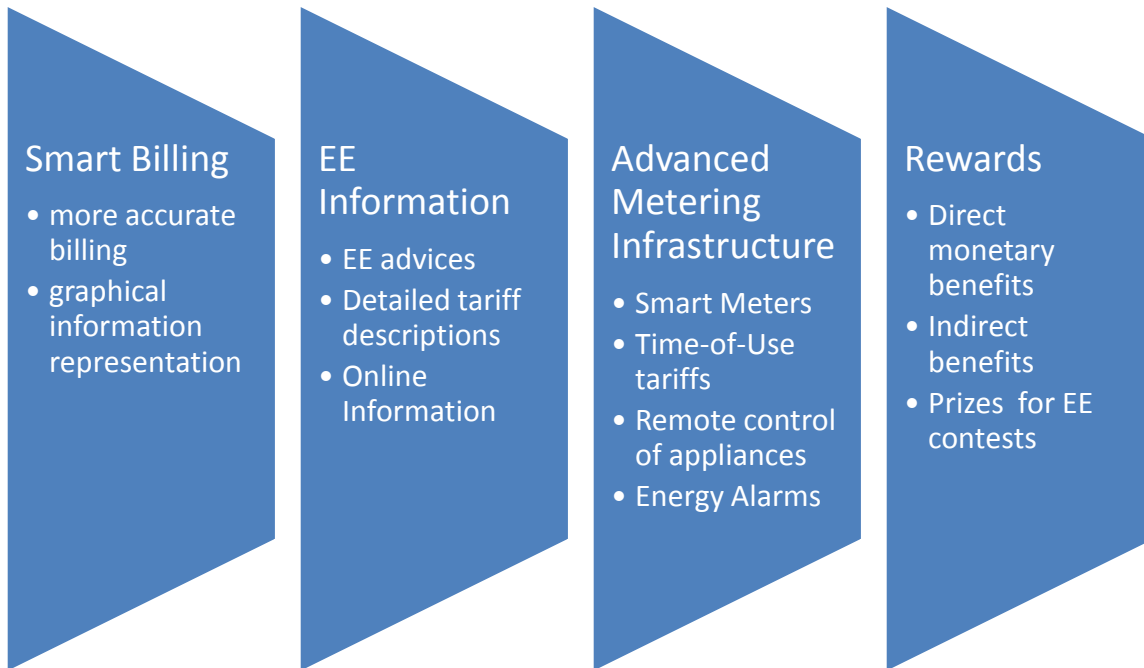 Smart Billing
• more accurate
billing
• graphical
information
representation
EE
Information
• EE advices
• Detailed tariff
descriptions
• Online
Information
Advanced
Metering
Infrastructure
• Smart Meters
• Time-of-Use
tariffs
• Remote control
of appliances
• Energy Alarms
Rewards
• Direct
monetary
benefits
• Indirect
benefits
• Prizes  for EE
contests